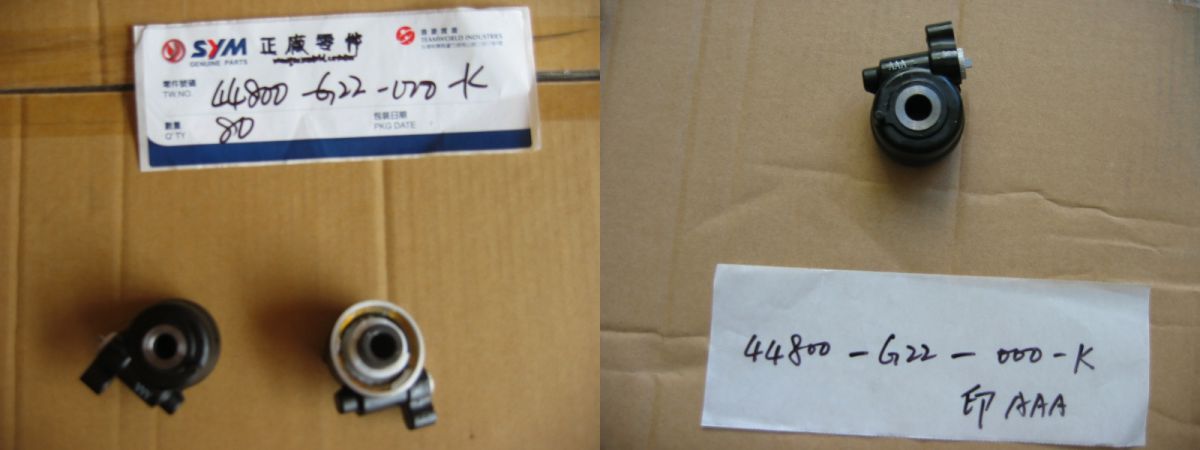 SYM
GENUINE PARTS
正廠零件
TEAMWORLD INDUSTRIES
零件號碼
TW.NO.
44800-G22-000-K
數量
Q'TY
80
包裝日期
PKG DATE
AAA
44800-G22-000-K
印 AAA